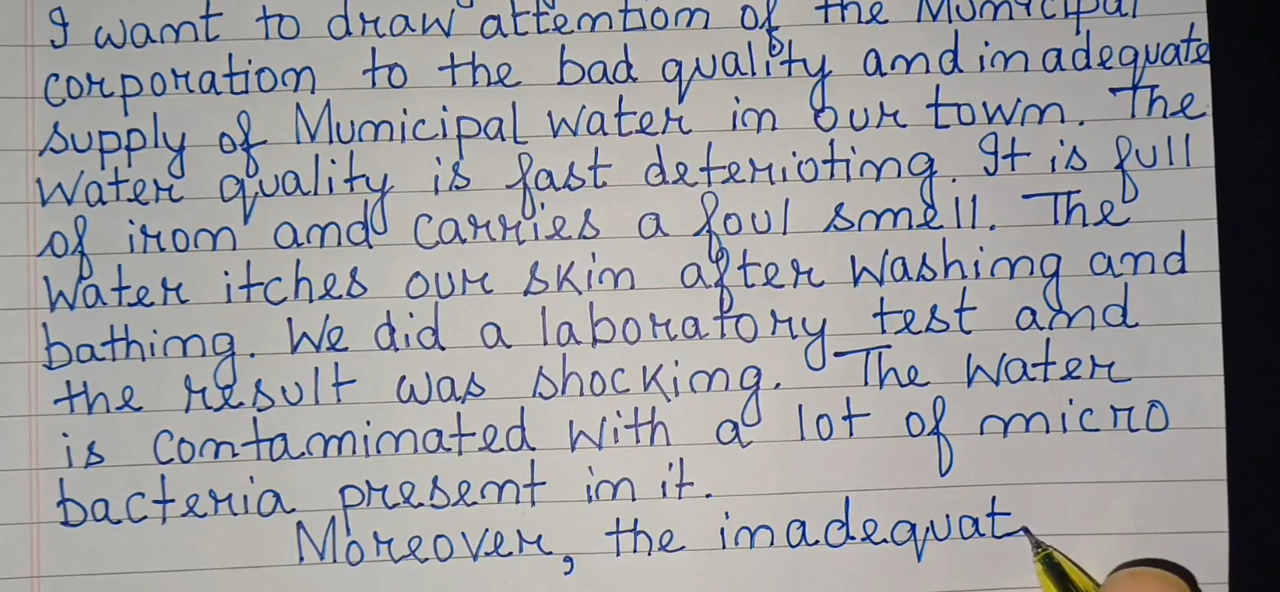 I want to draw attention of the Municipal
corporation to the bad quality and inadequate
supply of Municipal Water in our town. The
Water quality is fast deterioting. It is full
of iron and carries a foul smell. The
Water itches our skin after Washing and
bathing. We did a laboratory test and
the result was shocking. The Water
is contaminated With a lot of micro
bacteria present in it.
Moreover, the inadequat